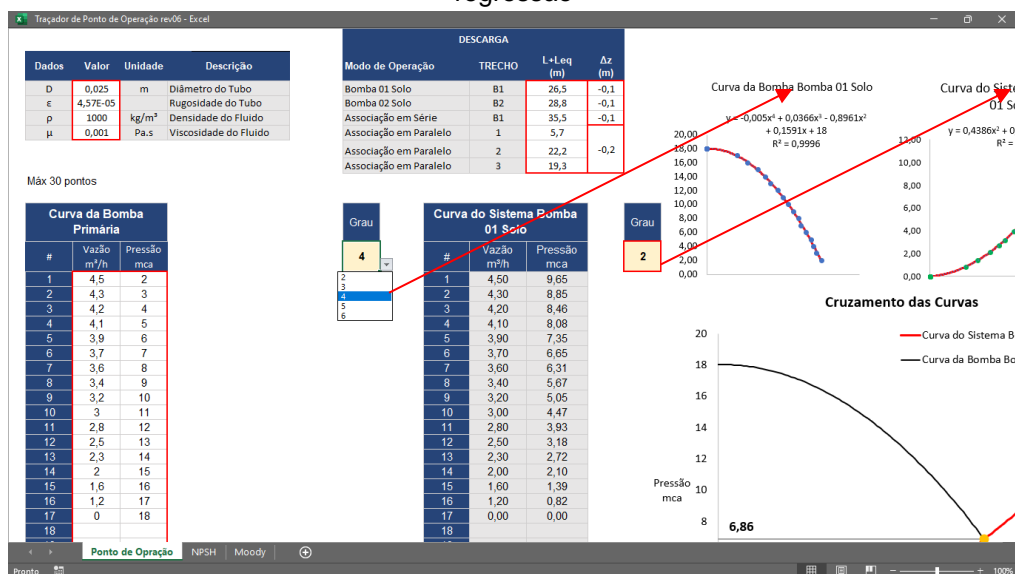 regressão
Traçador de Ponto de Operação rev06 - Excel
Dados Valor Unidade Descrição
D 0,025 m Diâmetro do Tubo
ε 4,57E-05 Rugosidade do Tubo
ρ 1000 kg/m³ Densidade do Fluido
μ 0,001 Pa.s Viscosidade do Fluido
DESCARGA
Modo de Operação TRECHO L+Leq (m) Δz (m)
Bomba 01 Solo B1 26,5 -0,1
Bomba 02 Solo B2 28,8 -0,1
Associação em Série B1 35,5 -0,1
Associação em Paralelo 1 5,7
Associação em Paralelo 2 22,2 -0,2
Associação em Paralelo 3 19,3
Máx 30 pontos
Curva da Bomba
Primária
# Vazão m³/h Pressão mca
1 4,5 2
2 4,3 3
3 4,2 4
4 4,1 5
5 3,9 6
6 3,7 7
7 3,6 8
8 3,4 9
9 3,2 10
10 3 11
11 2,8 12
12 2,5 13
13 2,3 14
14 2 15
15 1,6 16
16 1,2 17
17 0 18
18
Grau
4
2
3
4
5
6
Curva do Sistema Bomba
01 Solo
# Vazão m³/h Pressão mca
1 4,50 9,65
2 4,30 8,85
3 4,20 8,46
4 4,10 8,08
5 3,90 7,35
6 3,70 6,65
7 3,60 6,31
8 3,40 5,67
9 3,20 5,05
10 3,00 4,47
11 2,80 3,93
12 2,50 3,18
13 2,30 2,72
14 2,00 2,10
15 1,60 1,39
16 1,20 0,82
17 0,00 0,00
18
Grau
2
Curva da Bomba Bomba 01 Solo
y = -0,005x⁴ + 0,0366x³ - 0,8961x²
+ 0,1591x + 18
R² = 0,9996
20,00
18,00
16,00
14,00
12,00
10,00
8,00
6,00
4,00
2,00
0,00
Curva do Siste
01 S
y = 0,4386x² + 0
R² =
12,00
10,00
8,00
6,00
4,00
2,00
0,00
Cruzamento das Curvas
Curva do Sistema B
Curva da Bomba Bo
20
18
16
14
12
10
8
Pressão
mca
6,86
Ponto de Opração NPSH Moody
Pronto
100%